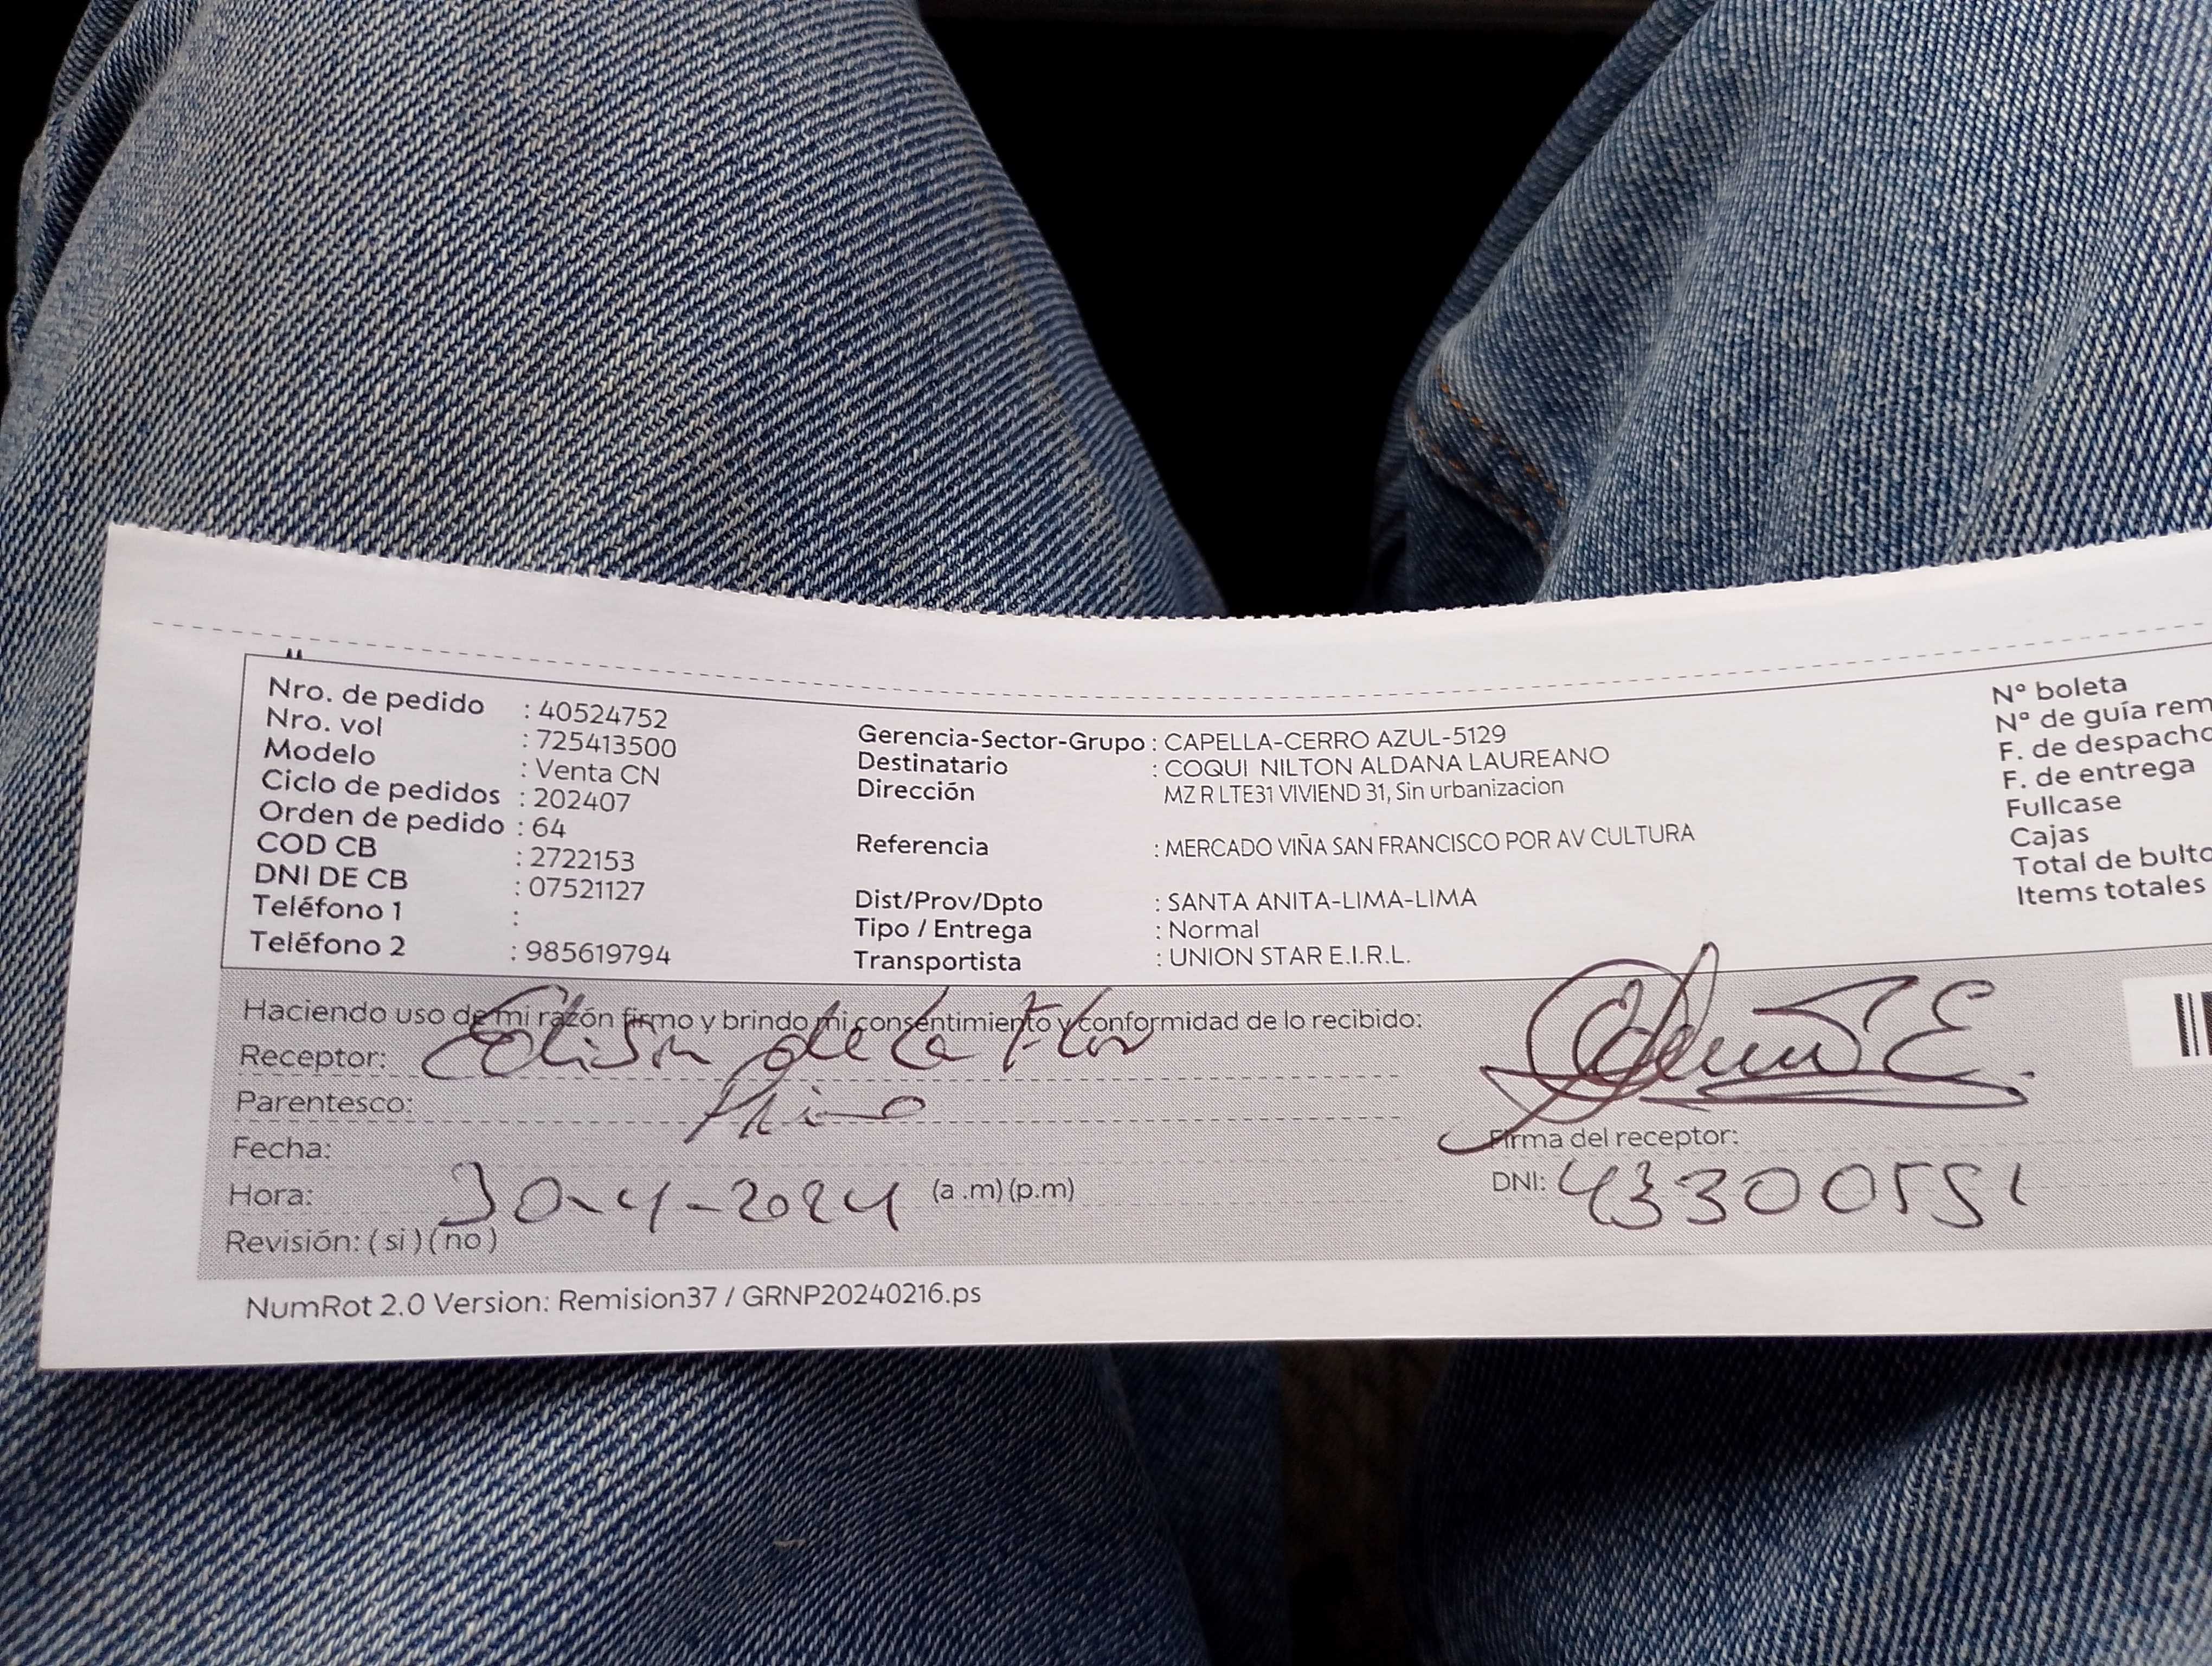 Nro. de pedido : 40524752
Nro. vol : 725413500
Modelo : Venta CN
Ciclo de pedidos : 202407
Orden de pedido : 64
COD CB : 2722153
DNI DE CB : 07521127
Teléfono 1 :
Teléfono 2 : 985619794
Gerencia-Sector-Grupo : CAPELLA-CERRO AZUL-5129
Destinatario : COQUI NILTON ALDANA LAUREANO
Dirección MZ R LTE31 VIVIEND 31, Sin urbanizacion
Referencia : MERCADO VIÑA SAN FRANCISCO POR AV CULTURA
Dist/Prov/Dpto : SANTA ANITA-LIMA-LIMA
Tipo / Entrega : Normal
Transportista : UNION STAR E.I.R.L.
N° boleta
N° de guía rem
F. de despacho
F. de entrega
Fullcase
Cajas
Total de bulto
Items totales
Haciendo uso de mi razón firmo y brindo mi consentimiento y conformidad de lo recibido:
Receptor: Edison de la Flor
Parentesco:
Fecha:
Hora: 30-4-2024 (a .m) (p.m)
Revisión: ( si ) ( no )
Firma del receptor:
DNI: 43300551
NumRot 2.0 Version: Remision37 / GRNP20240216.ps